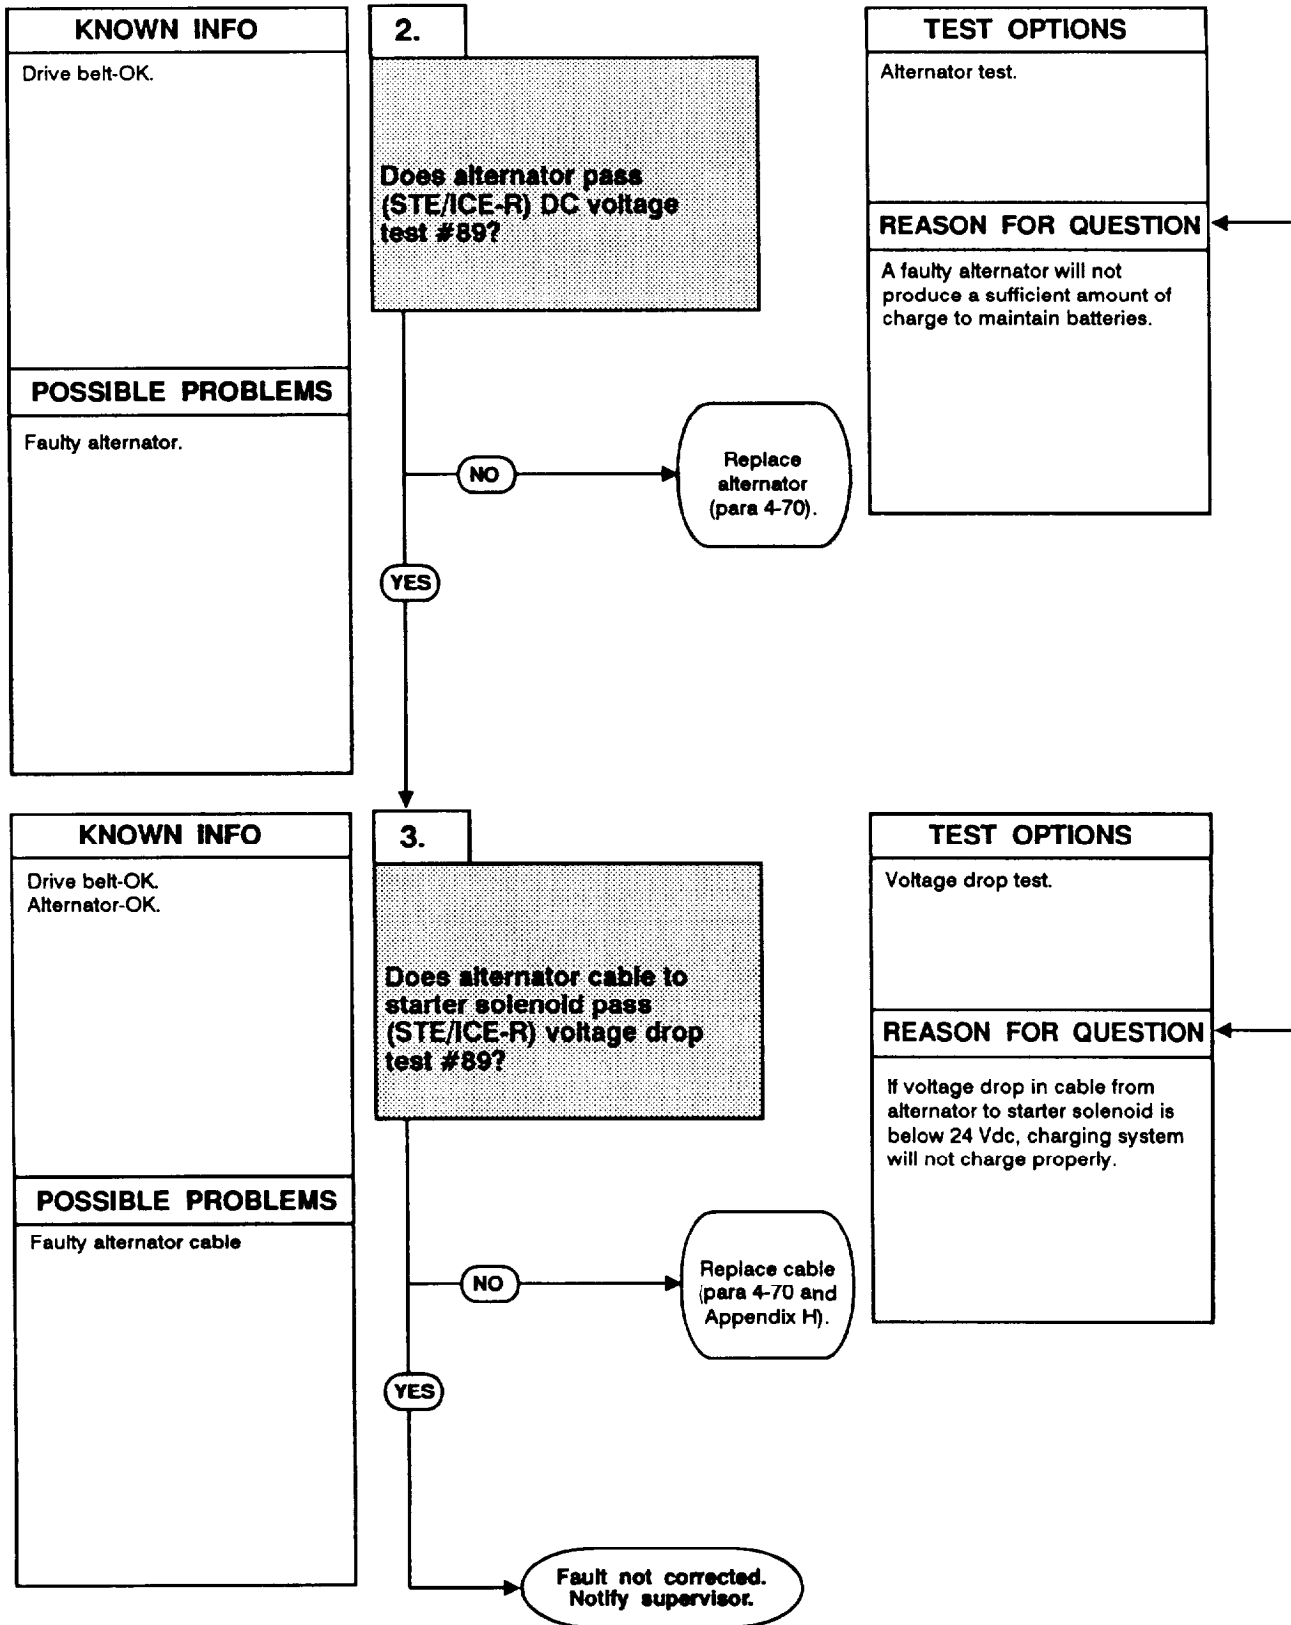 KNOWN INFO
Drive belt-OK.
POSSIBLE PROBLEMS
Faulty alternator.
2.
Does alternator pass
(STE/ICE-R) DC voltage
test #89?
NO
Replace
alternator
(para 4-70).
YES
TEST OPTIONS
Alternator test.
REASON FOR QUESTION
A faulty alternator will not
produce a sufficient amount of
charge to maintain batteries.
KNOWN INFO
Drive belt-OK.
Alternator-OK.
POSSIBLE PROBLEMS
Faulty alternator cable
3.
Does alternator cable to
starter solenoid pass
(STE/ICE-R) voltage drop
test #89?
NO
Replace cable
(para 4-70 and
Appendix H).
YES
Fault not corrected.
Notify supervisor.
TEST OPTIONS
Voltage drop test.
REASON FOR QUESTION
If voltage drop in cable from
alternator to starter solenoid is
below 24 Vdc, charging system
will not charge properly.